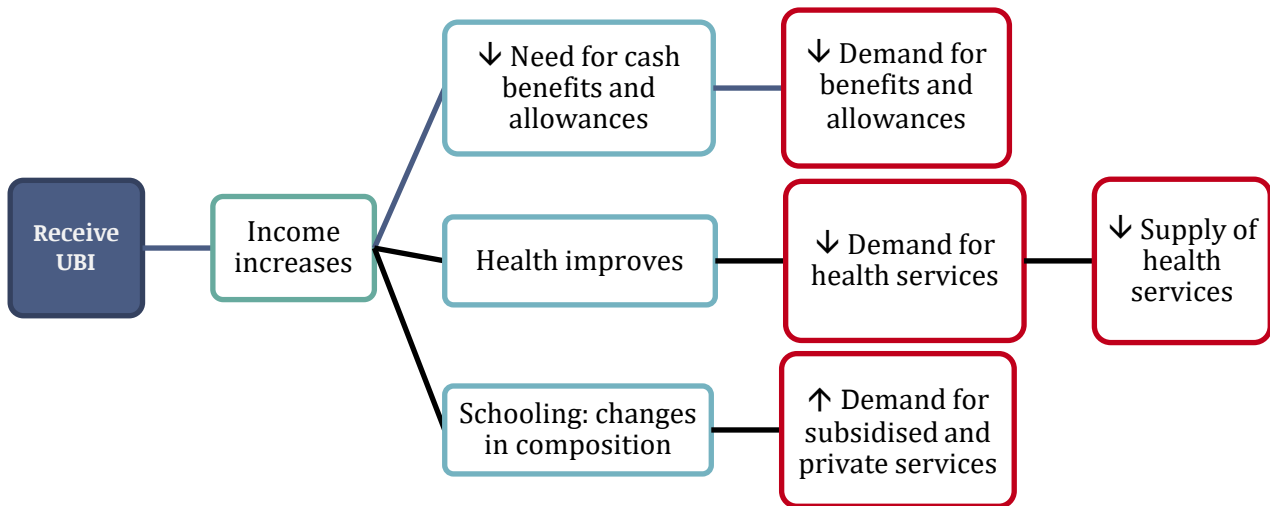 Receive
UBI
Income
increases
↓ Need for cash
benefits and
allowances
↓ Demand for
benefits and
allowances
Health improves
↓ Demand for
health services
↓ Supply of
health
services
Schooling: changes
in composition
↑ Demand for
subsidised and
private services